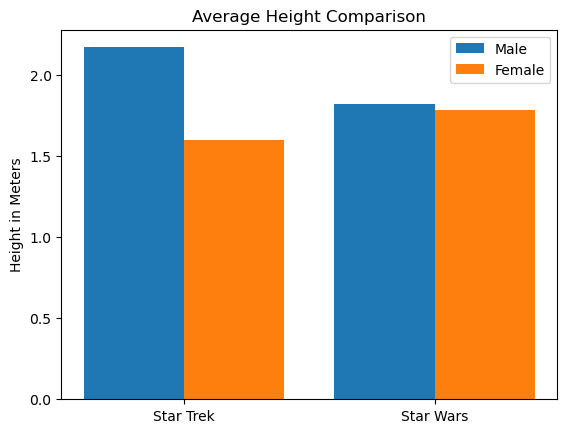 Average Height Comparison
Male
Female
Height in Meters
2.0
1.5
1.0
0.5
0.0
Star Trek
Star Wars